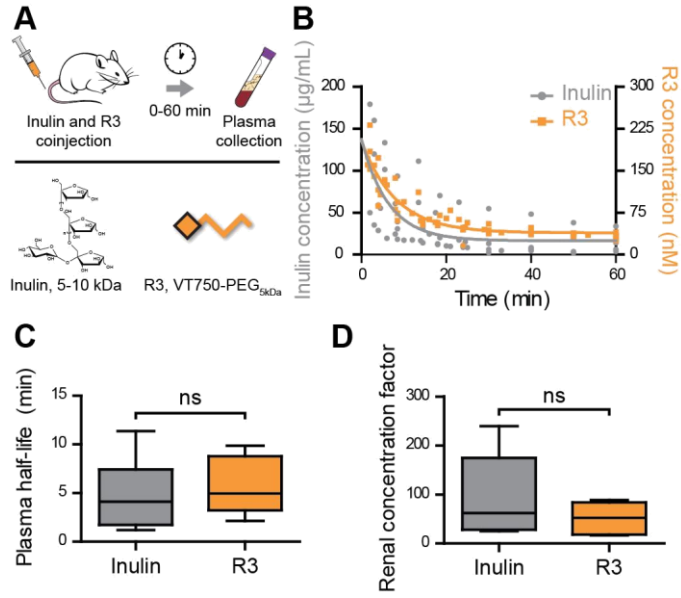 A
Inulin and R3
coinjection
0-60 min
Plasma
collection
Inulin, 5-10 kDa
R3, VT750-PEG5kDa
B
Inulin concentration (µg/mL)
200
150
100
50
0
Inulin
R3
300
225
150
75
0
R3 concentration (nM)
0
20
40
60
Time (min)
C
Plasma half-life (min)
15
10
5
0
ns
Inulin
R3
D
Renal concentration factor
300
200
100
0
ns
Inulin
R3